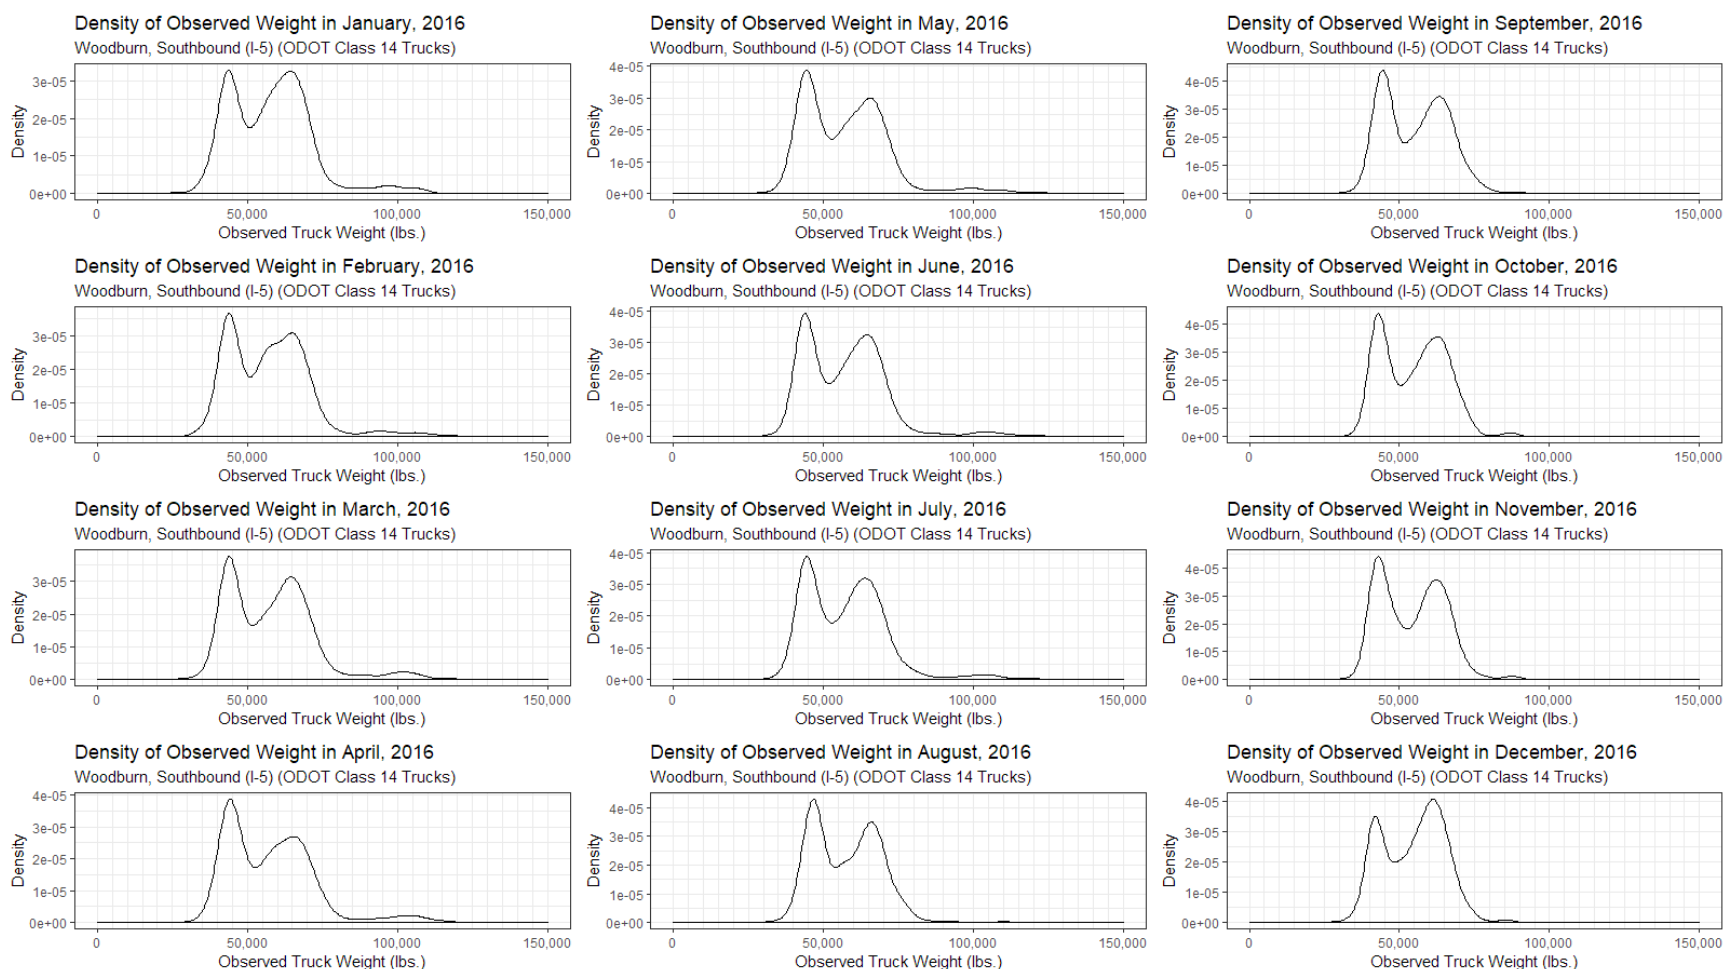 Density of Observed Weight in January, 2016
Woodburn, Southbound (I-5) (ODOT Class 14 Trucks)
Density
3e-05
2e-05
1e-05
0e+00
0 50,000 100,000 150,000
Observed Truck Weight (lbs.)
Density of Observed Weight in May, 2016
Woodburn, Southbound (I-5) (ODOT Class 14 Trucks)
Density
4e-05
3e-05
2e-05
1e-05
0e+00
0 50,000 100,000 150,000
Observed Truck Weight (lbs.)
Density of Observed Weight in September, 2016
Woodburn, Southbound (I-5) (ODOT Class 14 Trucks)
Density
4e-05
3e-05
2e-05
1e-05
0e+00
0 50,000 100,000 150,000
Observed Truck Weight (lbs.)
Density of Observed Weight in February, 2016
Woodburn, Southbound (I-5) (ODOT Class 14 Trucks)
Density
3e-05
2e-05
1e-05
0e+00
0 50,000 100,000 150,000
Observed Truck Weight (lbs.)
Density of Observed Weight in June, 2016
Woodburn, Southbound (I-5) (ODOT Class 14 Trucks)
Density
4e-05
3e-05
2e-05
1e-05
0e+00
0 50,000 100,000 150,000
Observed Truck Weight (lbs.)
Density of Observed Weight in October, 2016
Woodburn, Southbound (I-5) (ODOT Class 14 Trucks)
Density
4e-05
3e-05
2e-05
1e-05
0e+00
0 50,000 100,000 150,000
Observed Truck Weight (lbs.)
Density of Observed Weight in March, 2016
Woodburn, Southbound (I-5) (ODOT Class 14 Trucks)
Density
3e-05
2e-05
1e-05
0e+00
0 50,000 100,000 150,000
Observed Truck Weight (lbs.)
Density of Observed Weight in July, 2016
Woodburn, Southbound (I-5) (ODOT Class 14 Trucks)
Density
4e-05
3e-05
2e-05
1e-05
0e+00
0 50,000 100,000 150,000
Observed Truck Weight (lbs.)
Density of Observed Weight in November, 2016
Woodburn, Southbound (I-5) (ODOT Class 14 Trucks)
Density
4e-05
3e-05
2e-05
1e-05
0e+00
0 50,000 100,000 150,000
Observed Truck Weight (lbs.)
Density of Observed Weight in April, 2016
Woodburn, Southbound (I-5) (ODOT Class 14 Trucks)
Density
4e-05
3e-05
2e-05
1e-05
0e+00
0 50,000 100,000 150,000
Observed Truck Weight (lbs.)
Density of Observed Weight in August, 2016
Woodburn, Southbound (I-5) (ODOT Class 14 Trucks)
Density
4e-05
3e-05
2e-05
1e-05
0e+00
0 50,000 100,000 150,000
Observed Truck Weight (lbs.)
Density of Observed Weight in December, 2016
Woodburn, Southbound (I-5) (ODOT Class 14 Trucks)
Density
4e-05
3e-05
2e-05
1e-05
0e+00
0 50,000 100,000 150,000
Observed Truck Weight (lbs.)